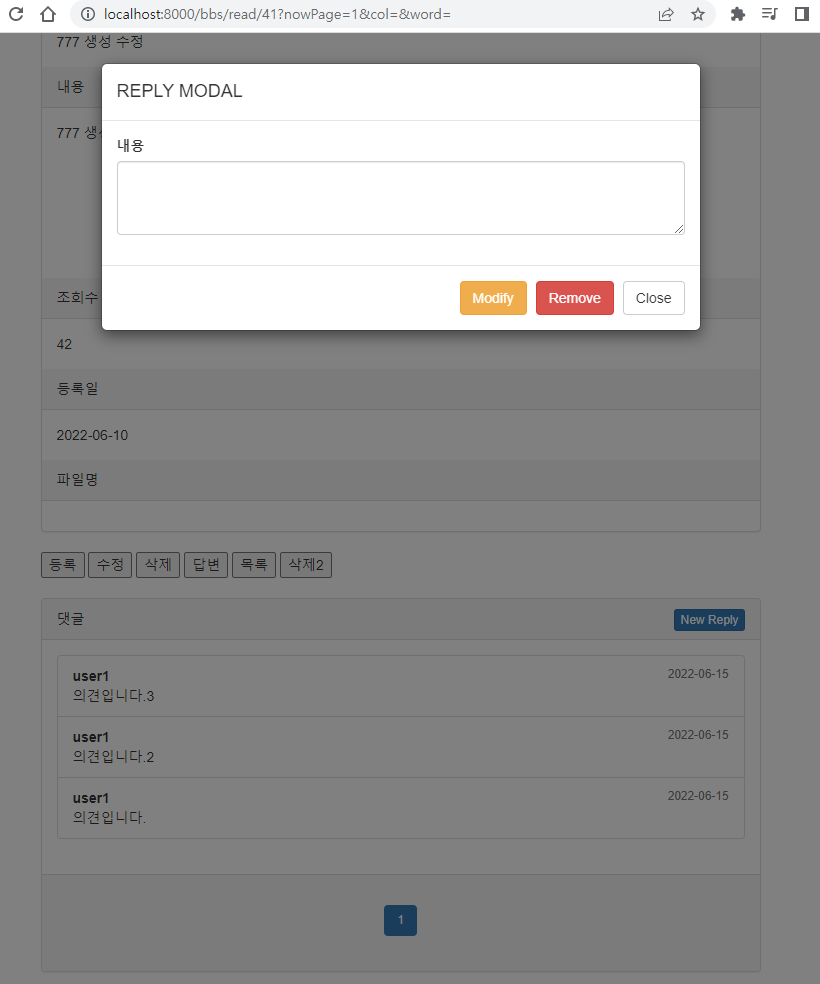 localhost:8000/bbs/read/41?nowPage=1&col=&word=
777 생성 수정
내용
777 생성
REPLY MODAL
내용
Modify Remove Close
조회수
42
등록일
2022-06-10
파일명
등록 수정 삭제 답변 목록 삭제2
댓글 New Reply
user1 2022-06-15
의견입니다.3
user1 2022-06-15
의견입니다.2
user1 2022-06-15
의견입니다.
1